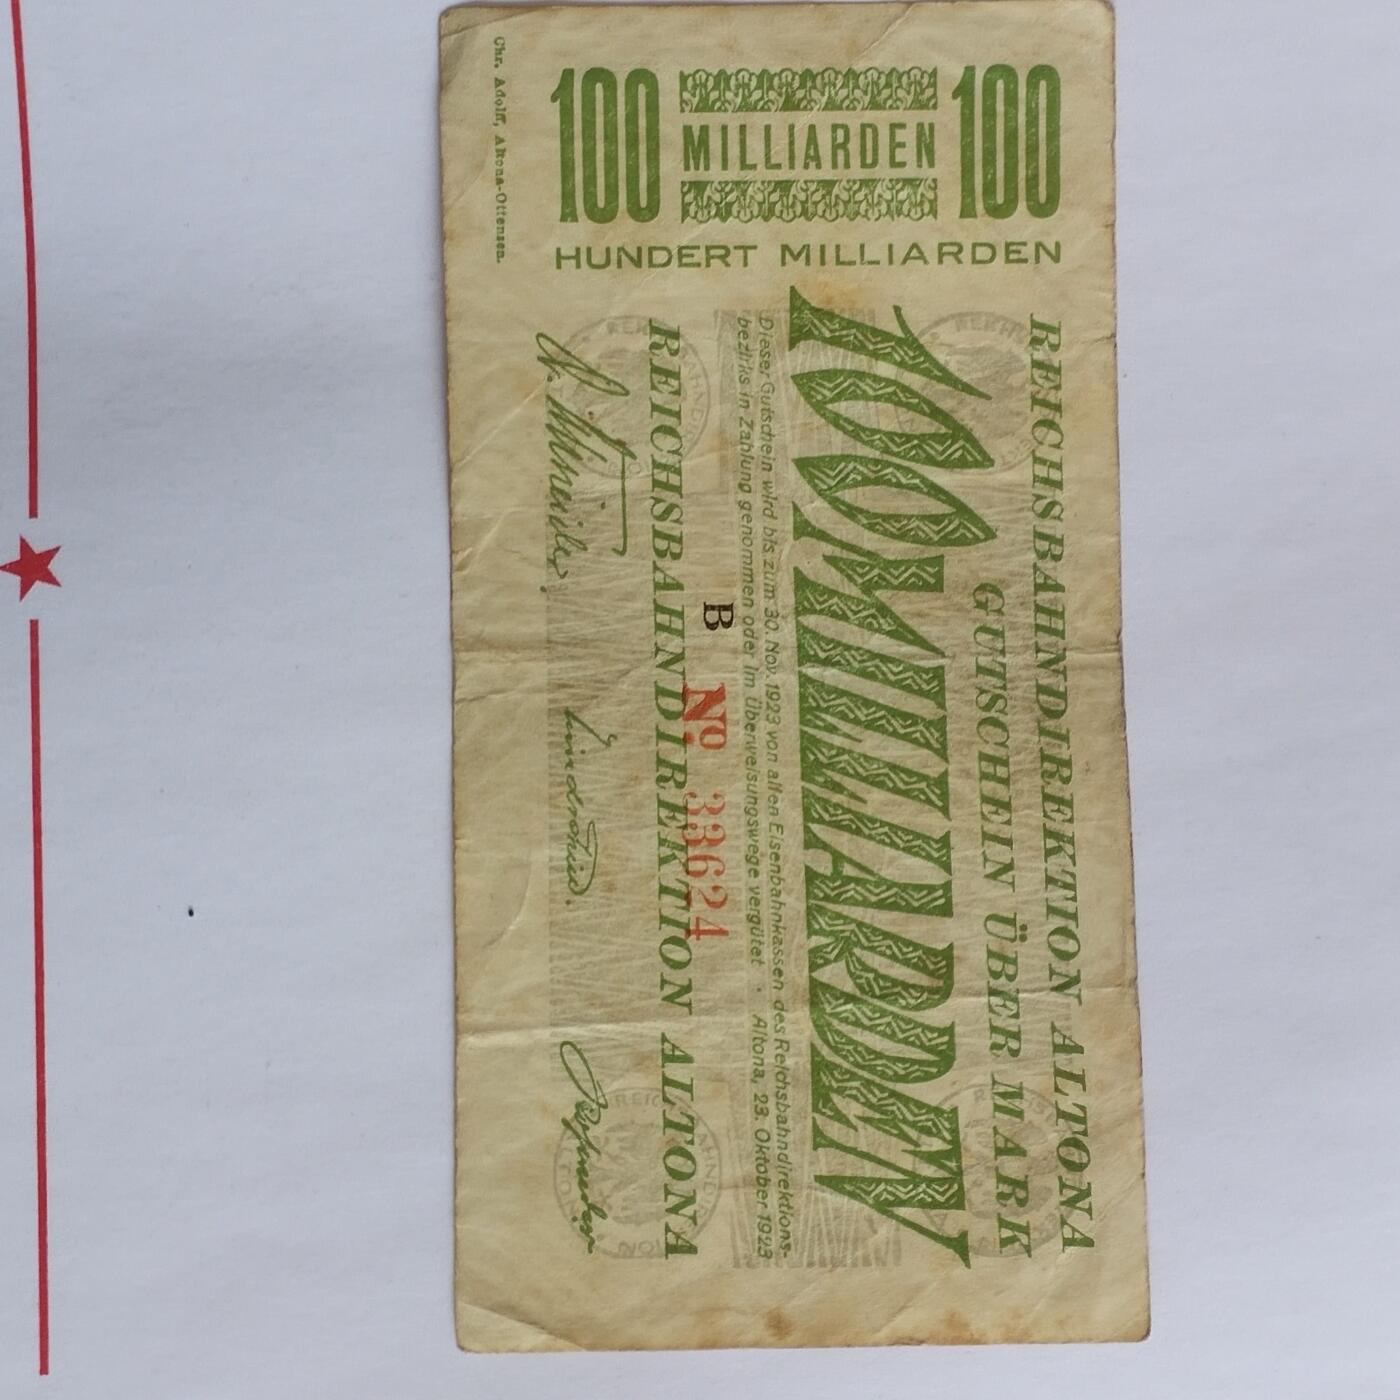 100 MILLIARDEN 100
HUNDERT MILLIARDEN
REICHSBAHNDIREKTION ALTONA
GUTSCHEIN ÜBER MARK
100 MILLIARDEN
Dieser Gutschein wird bis zum 30. Nov. 1923 von allen Eisenbahnkassen des Reichsbahndirektions-
bezirks in Zahlung genommen oder im Überweisungswege vergütet · Altona, 23. Oktober 1923
B No 33624
REICHSBAHNDIREKTION ALTONA
Chr. Adolff, Altona-Ottensen.